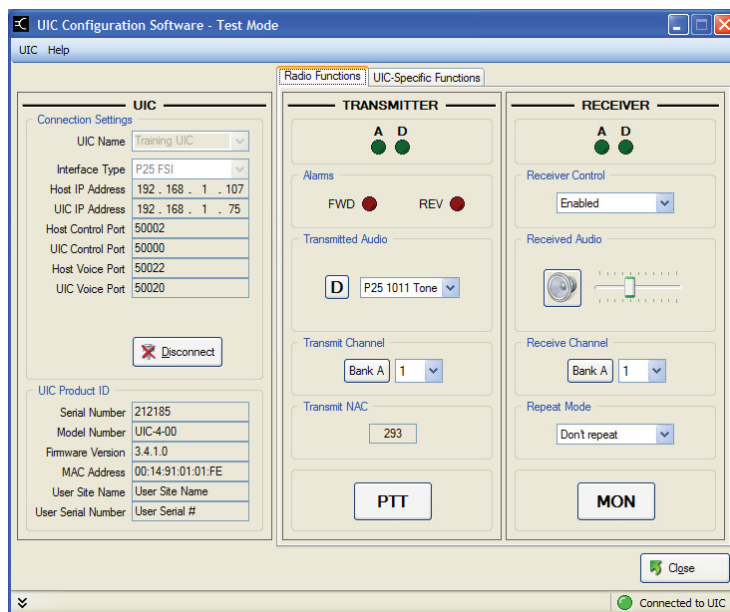 UIC Configuration Software - Test Mode
UIC Help
Radio Functions UIC-Specific Functions
UIC
Connection Settings
UIC Name Training UIC
Interface Type P25 FSI
Host IP Address 192 . 168 . 1 . 107
UIC IP Address 192 . 168 . 1 . 75
Host Control Port 50002
UIC Control Port 50000
Host Voice Port 50022
UIC Voice Port 50020
Disconnect
UIC Product ID
Serial Number 212185
Model Number UIC-4-00
Firmware Version 3.4.1.0
MAC Address 00:14:91:01:01:FE
User Site Name User Site Name
User Serial Number User Serial #
TRANSMITTER
A D
Alarms
FWD REV
Transmitted Audio
D P25 1011 Tone
Transmit Channel
Bank A 1
Transmit NAC
293
PTT
RECEIVER
A D
Receiver Control
Enabled
Received Audio
Receive Channel
Bank A 1
Repeat Mode
Don't repeat
MON
Close
Connected to UIC